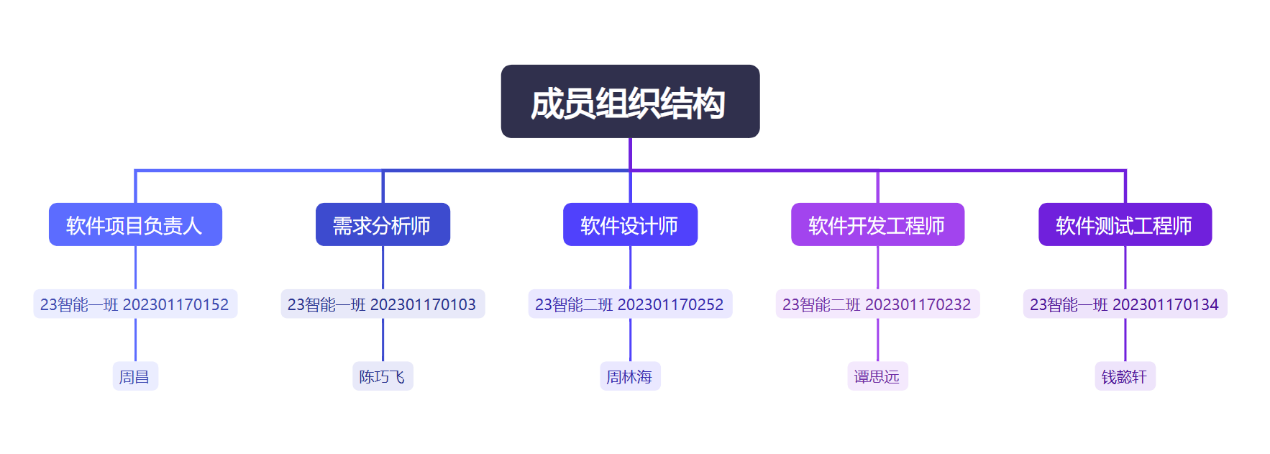 成员组织结构
软件项目负责人
需求分析师
软件设计师
软件开发工程师
软件测试工程师
23智能一班 202301170152
23智能一班 202301170103
23智能二班 202301170252
23智能二班 202301170232
23智能一班 202301170134
周昌
陈巧飞
周林海
谭思远
钱懿轩